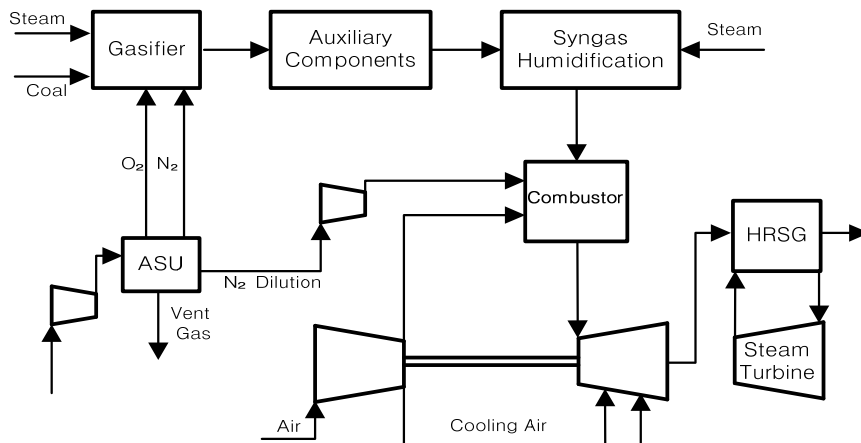 Steam
Coal
Gasifier
Auxiliary
Components
Syngas
Humidification
Steam
O₂
N₂
Combustor
HRSG
ASU
N₂ Dilution
Vent
Gas
Steam
Turbine
Air
Cooling Air